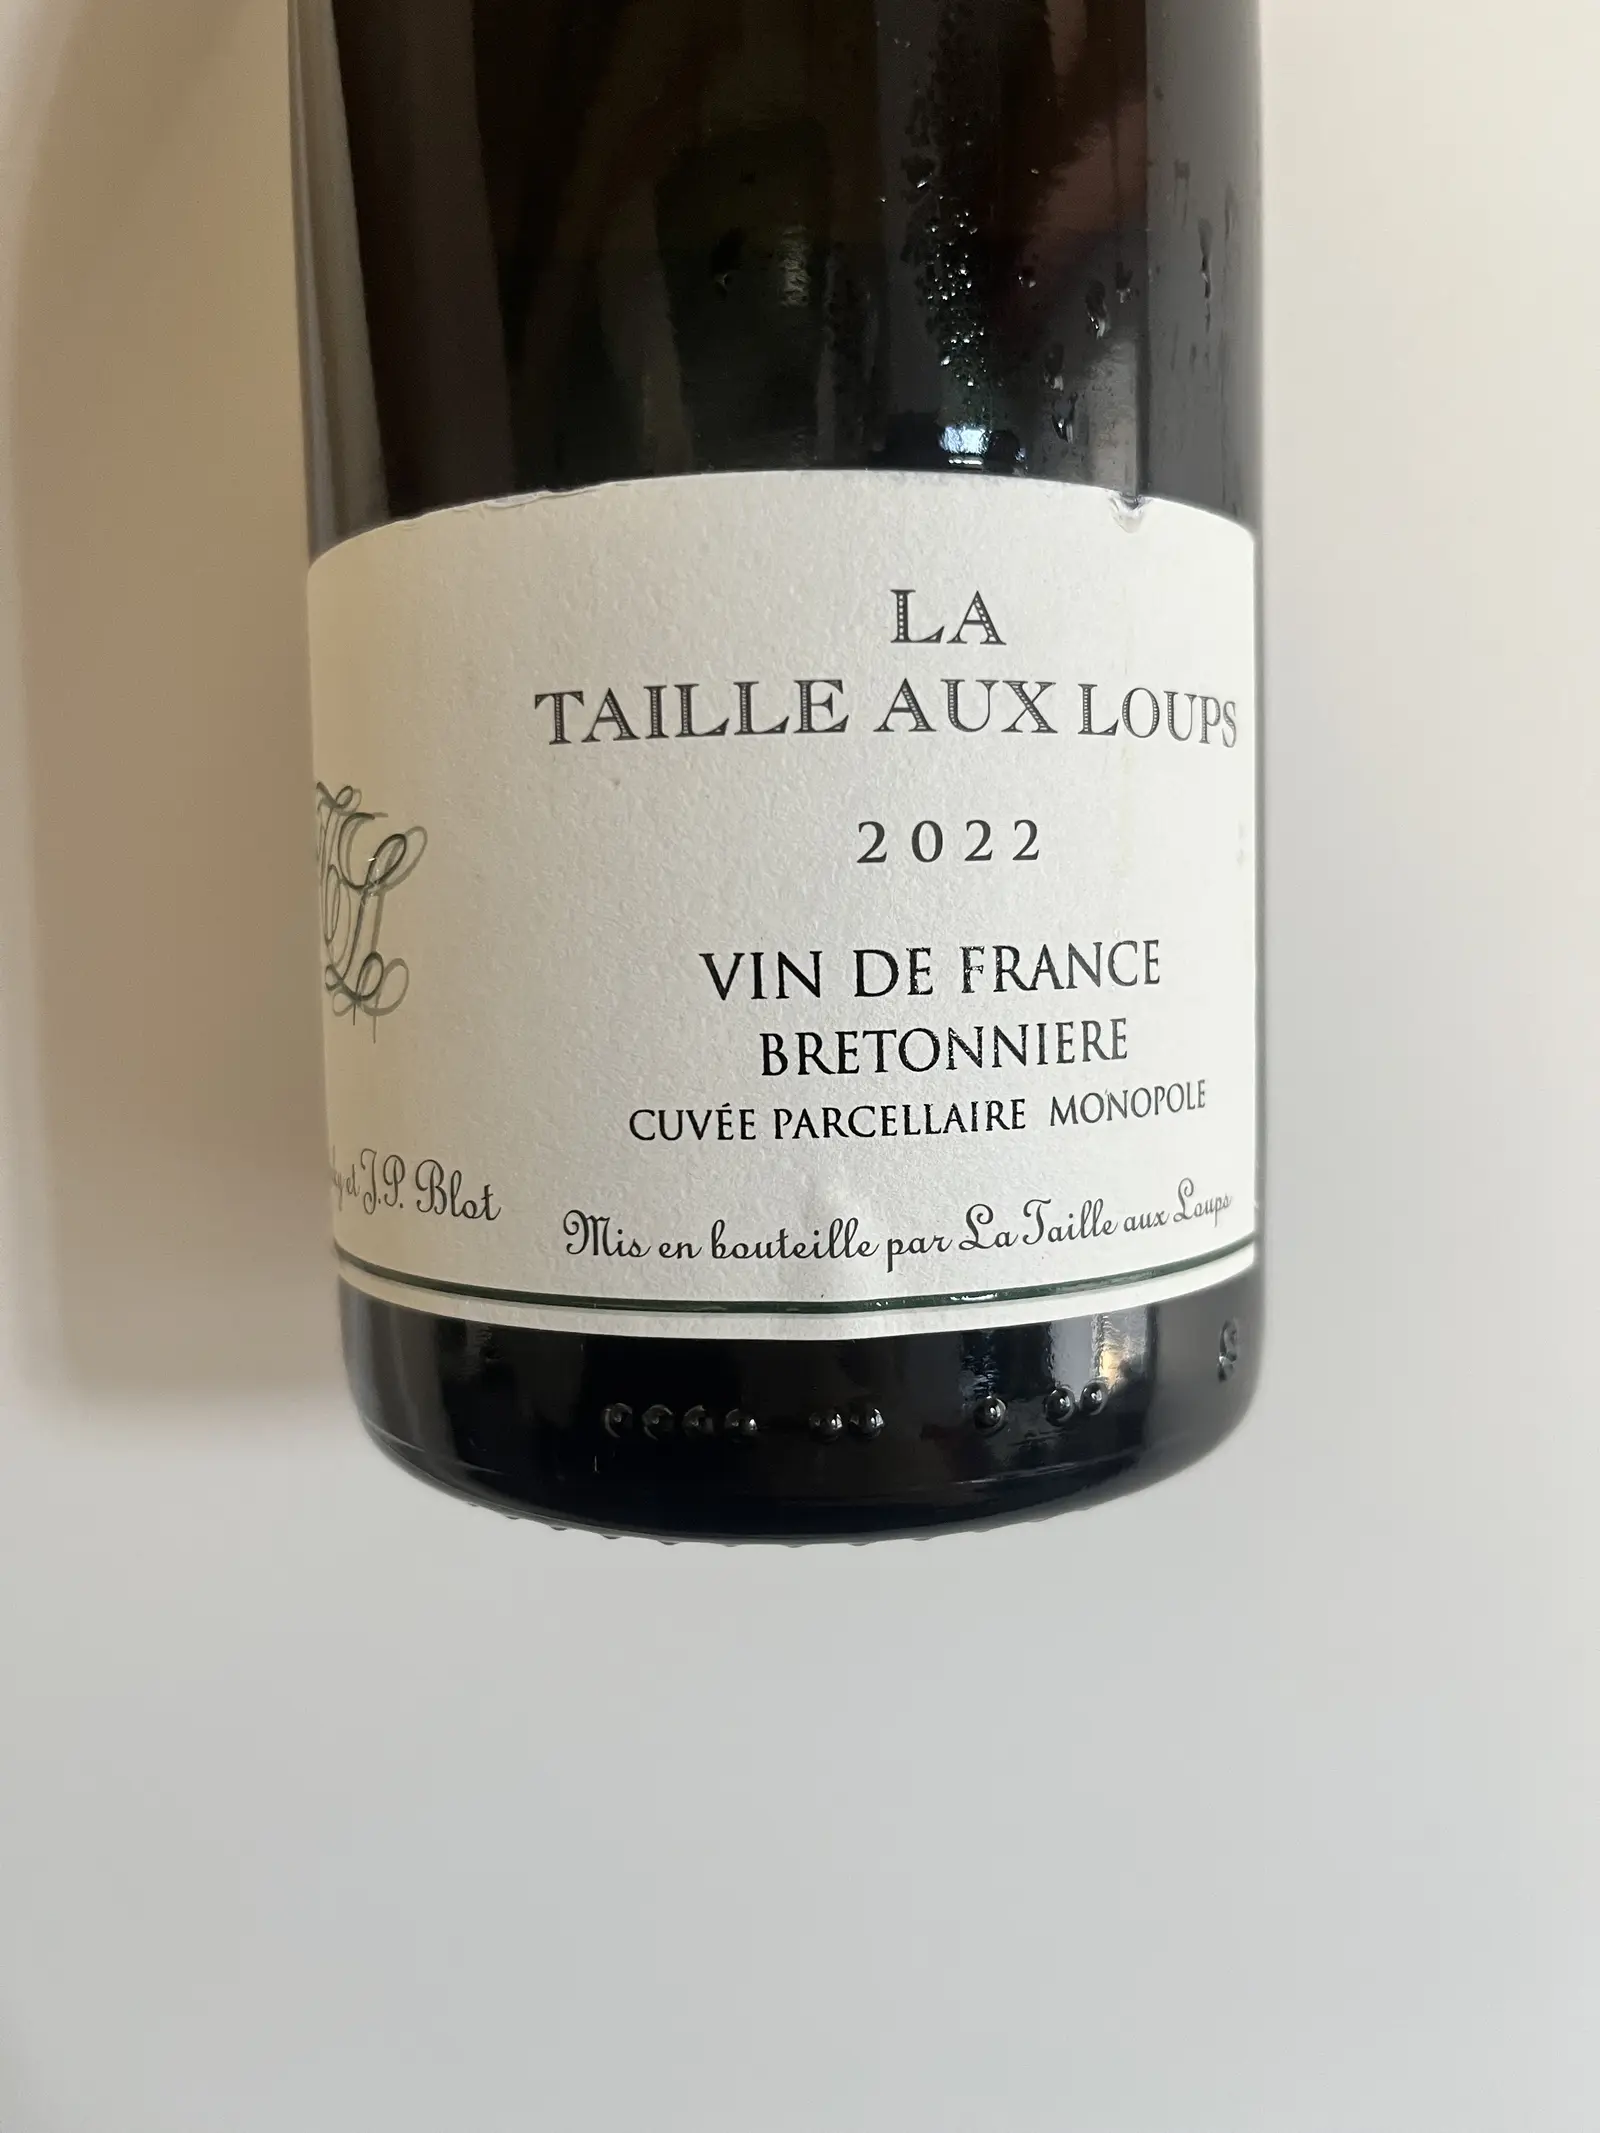 LA
TAILLE AUX LOUPS
2022
VIN DE FRANCE
BRETONNIERE
CUVÉE PARCELLAIRE MONOPOLE
et J.P. Blot
Mis en bouteille par La Taille aux Loups